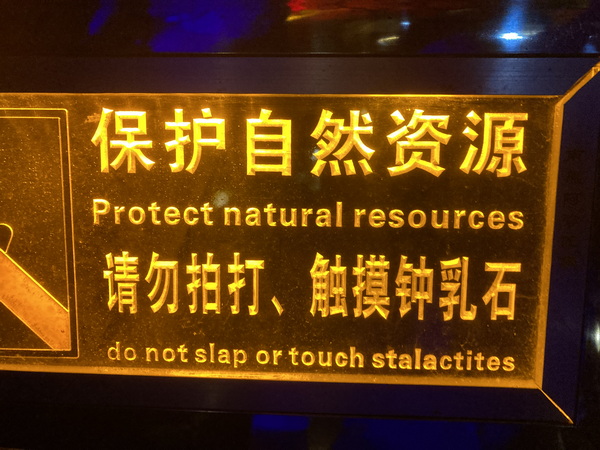 保护自然资源
Protect natural resources
请勿拍打、触摸钟乳石
do not slap or touch stalactites